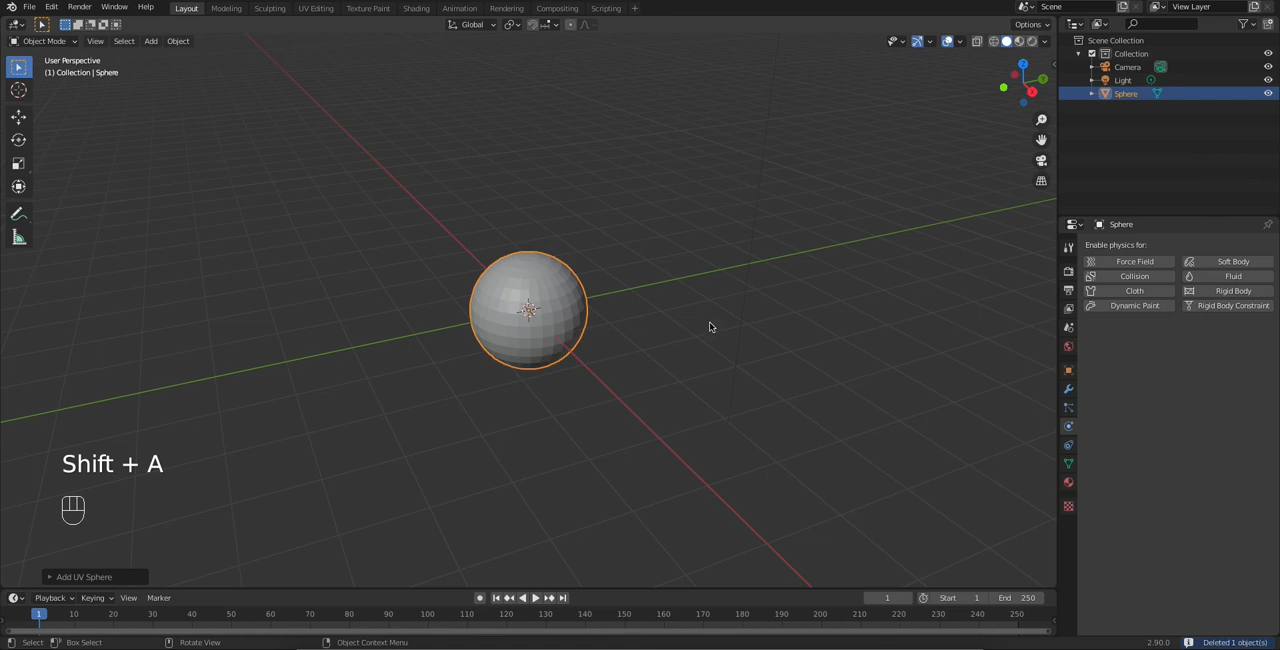 File Edit Render Window Help Layout Modeling Sculpting UV Editing Texture Paint Shading Animation Rendering Compositing Scripting + Scene View Layer
Global Options
Object Mode View Select Add Object
User Perspective
(1) Collection | Sphere
Scene Collection
Collection
Camera
Light
Sphere
Sphere
Enable physics for:
Force Field Soft Body
Collision Fluid
Cloth Rigid Body
Dynamic Paint Rigid Body Constraint
Z
Y
X
Shift + A
Add UV Sphere
Playback Keying View Marker 1 Start 1 End 250
1 10 20 30 40 50 60 70 80 90 100 110 120 130 140 150 160 170 180 190 200 210 220 230 240 250
Select Box Select Rotate View Object Context Menu 2.90.0 Deleted 1 object(s)